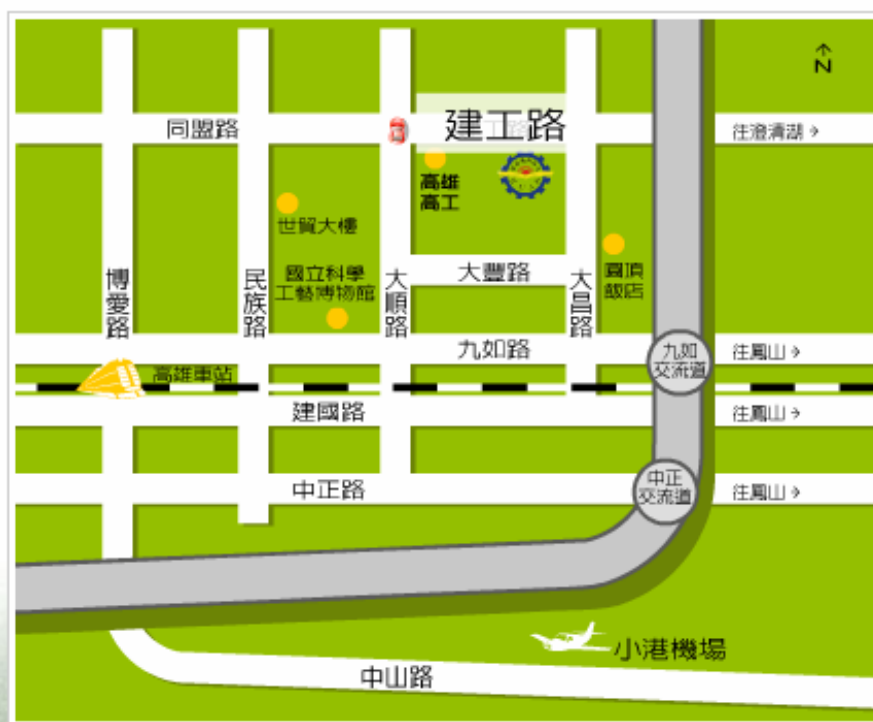 N
同盟路
建工路
往澄清湖→
高雄
高工
世貿大樓
國立科學
工藝博物館
大豐路
圓頂
飯店
博愛路
民族路
大順路
大昌路
九如路
九如
交流道
往鳳山→
高雄車站
建國路
往鳳山→
中正路
中正
交流道
往鳳山→
小港機場
中山路